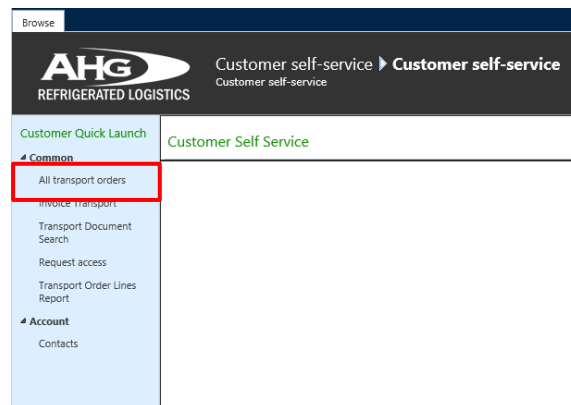 Browse
AHG
REFRIGERATED LOGISTICS
Customer self-service Customer self-service
Customer self-service
Customer Quick Launch
Customer Self Service
Common
All transport orders
Invoice Transport
Transport Document
Search
Request access
Transport Order Lines
Report
Account
Contacts